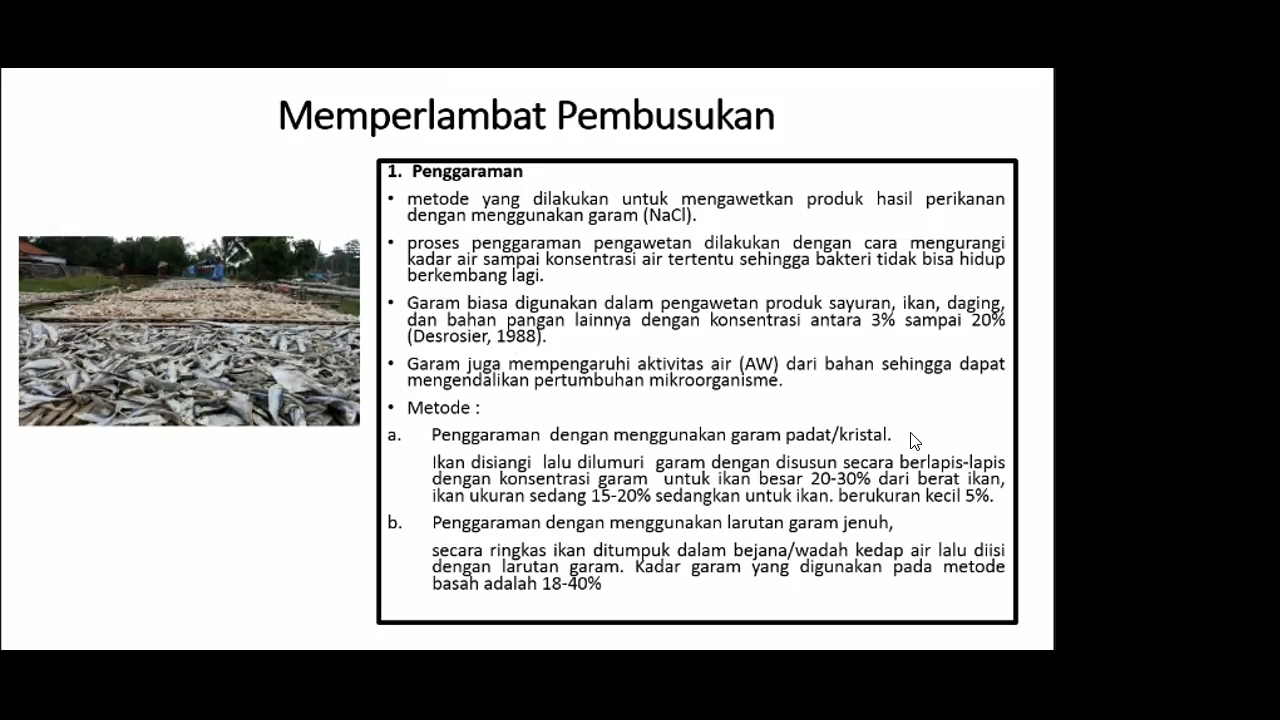 Memperlambat Pembusukan
1. Penggaraman
• metode yang dilakukan untuk mengawetkan produk hasil perikanan
dengan menggunakan garam (NaCl).
• proses penggaraman pengawetan dilakukan dengan cara mengurangi
kadar air sampai konsentrasi air tertentu sehingga bakteri tidak bisa hidup
berkembang lagi.
• Garam biasa digunakan dalam pengawetan produk sayuran, ikan, daging,
dan bahan pangan lainnya dengan konsentrasi antara 3% sampai 20%
(Desrosier, 1988).
• Garam juga mempengaruhi aktivitas air (AW) dari bahan sehingga dapat
mengendalikan pertumbuhan mikroorganisme.
• Metode :
a. Penggaraman dengan menggunakan garam padat/kristal.
Ikan disiangi lalu dilumuri garam dengan disusun secara berlapis-lapis
dengan konsentrasi garam untuk ikan besar 20-30% dari berat ikan,
ikan ukuran sedang 15-20% sedangkan untuk ikan. berukuran kecil 5%.
b. Penggaraman dengan menggunakan larutan garam jenuh,
secara ringkas ikan ditumpuk dalam bejana/wadah kedap air lalu diisi
dengan larutan garam. Kadar garam yang digunakan pada metode
basah adalah 18-40%